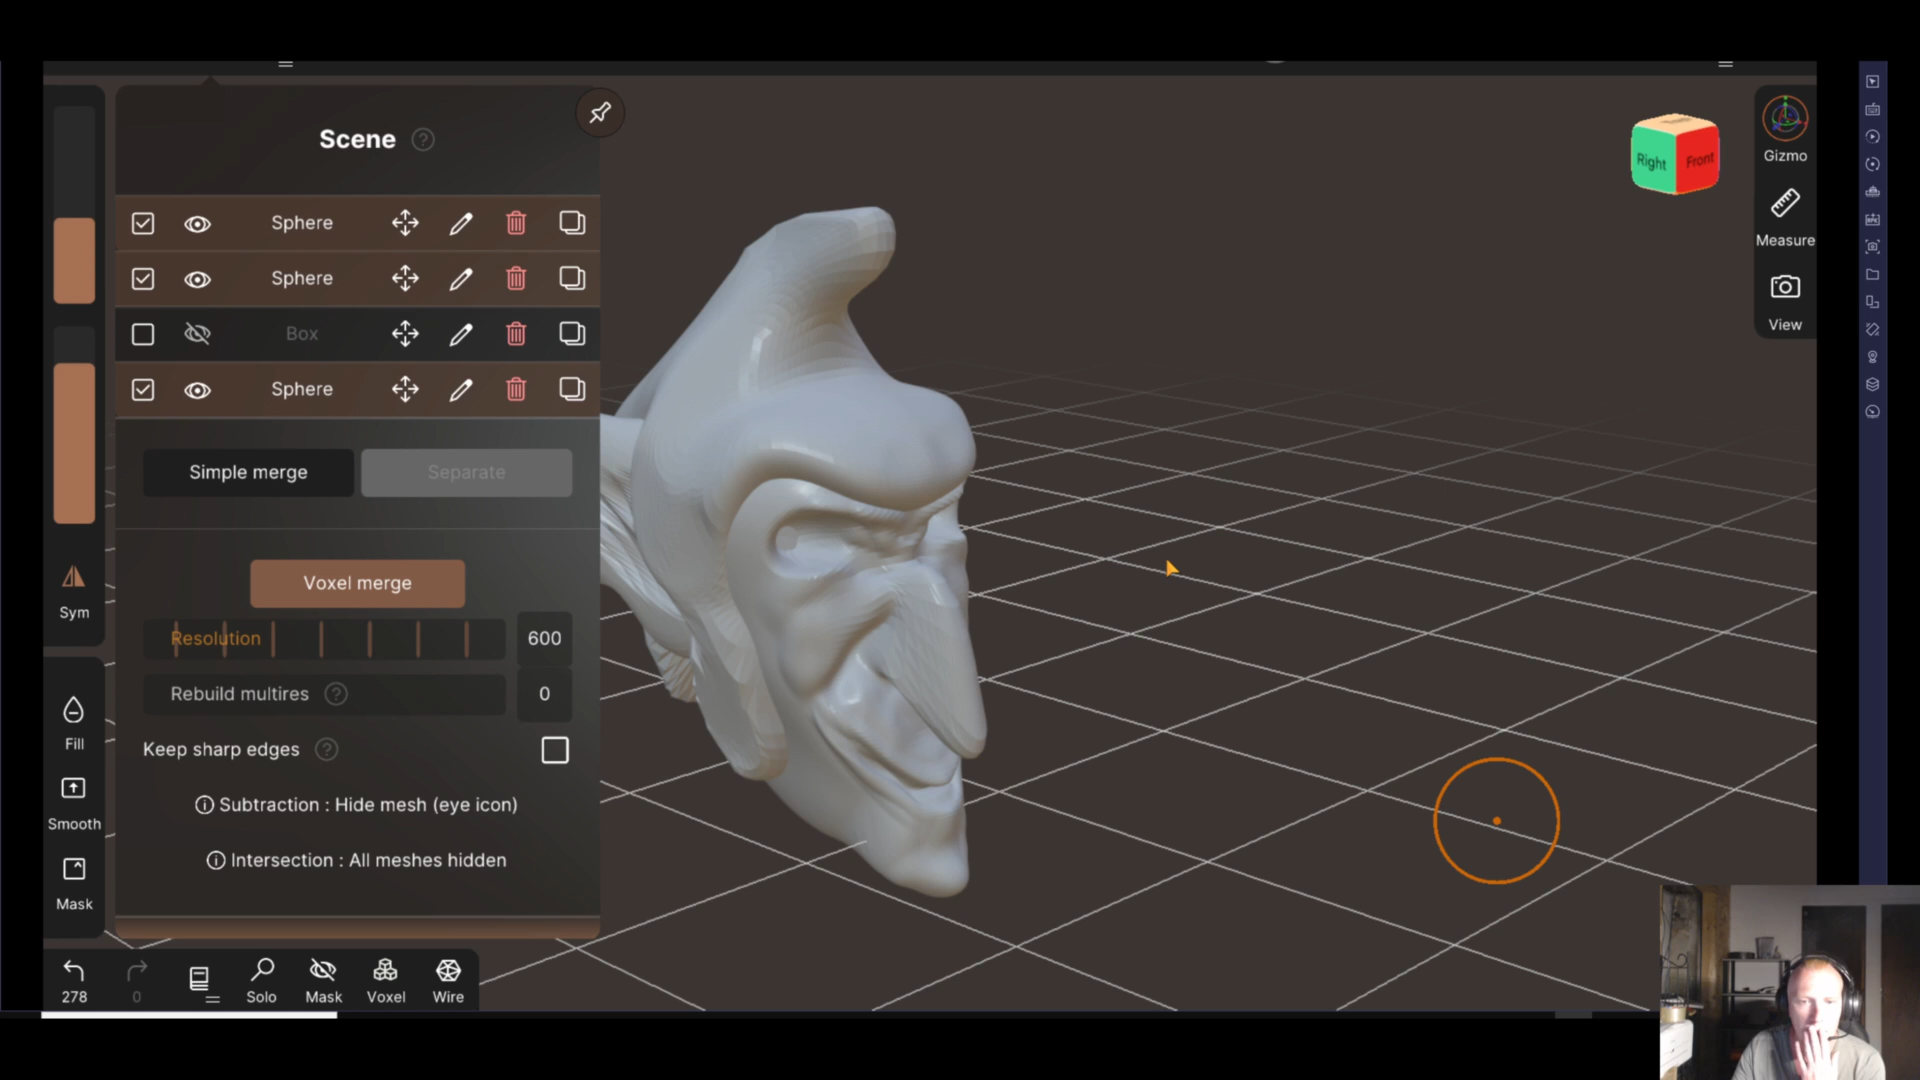 Scene
Sphere
Sphere
Box
Sphere
Simple merge
Separate
Voxel merge
Resolution
600
Rebuild multires
0
Keep sharp edges
Subtraction : Hide mesh (eye icon)
Intersection : All meshes hidden
Sym
Fill
Smooth
Mask
278
0
Solo
Mask
Voxel
Wire
Right
Front
Gizmo
Measure
View